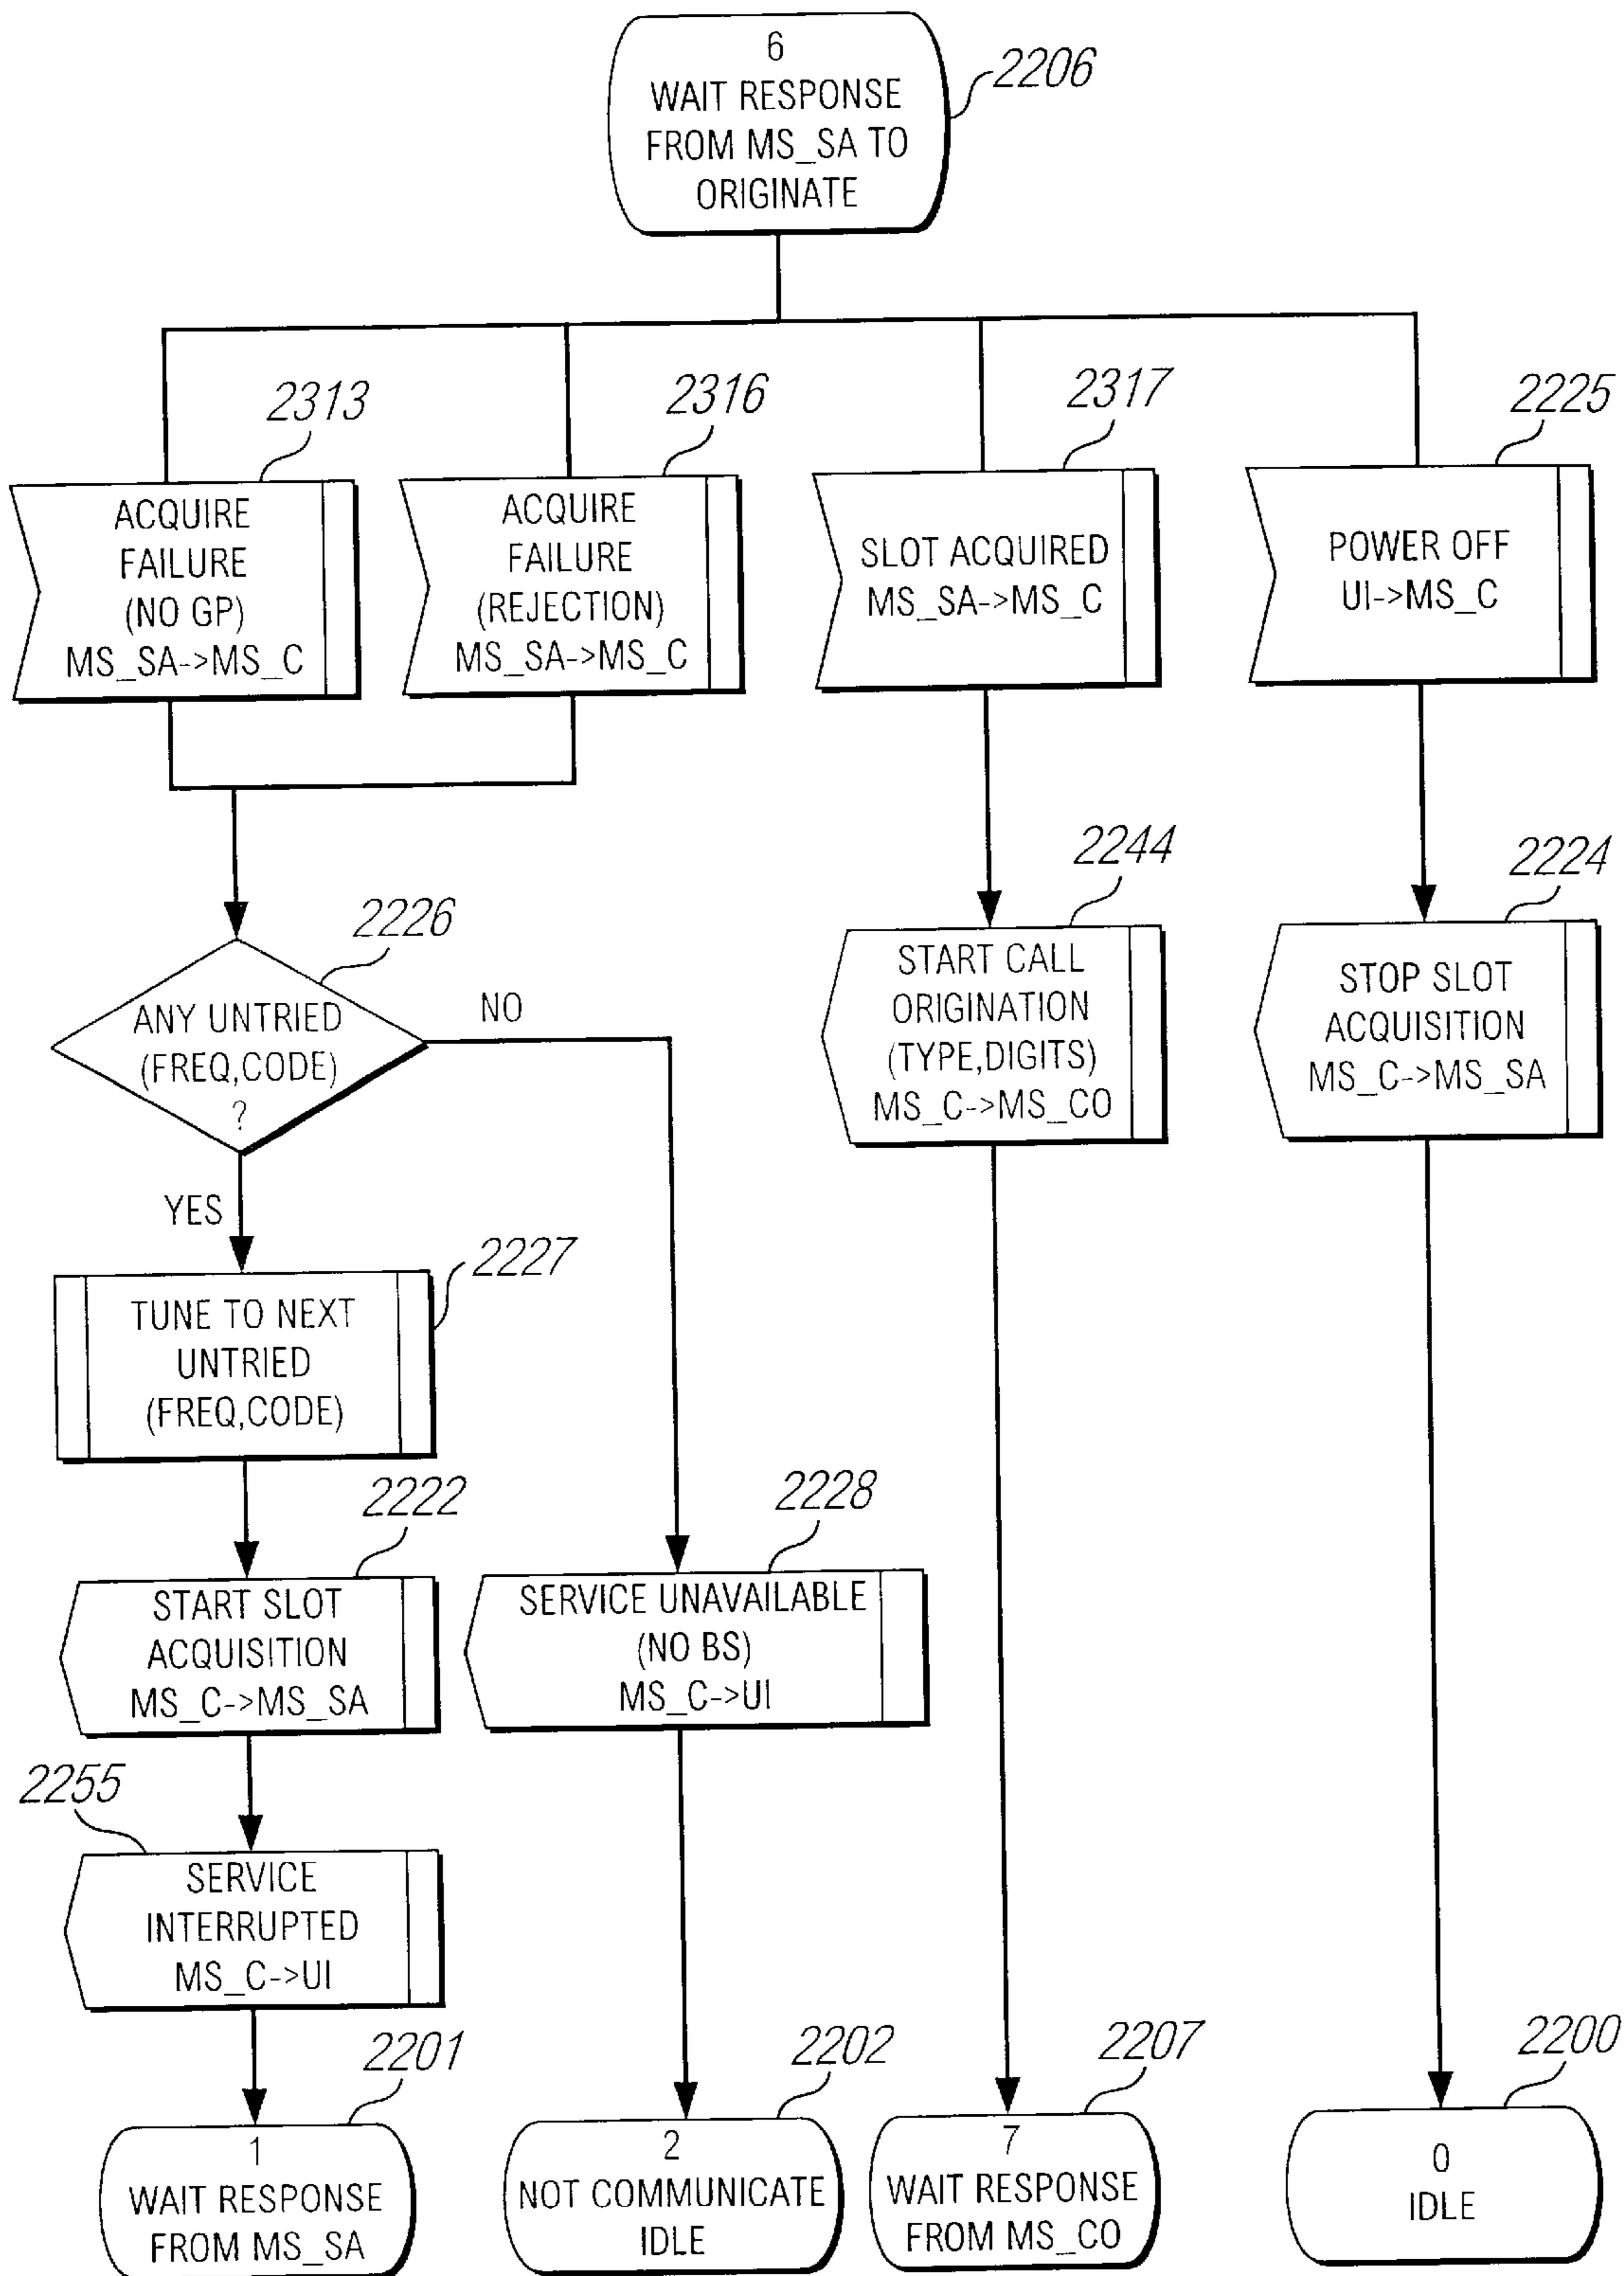 6
WAIT RESPONSE
FROM MS_SA TO
ORIGINATE
2206
2313
ACQUIRE
FAILURE
(NO GP)
MS_SA->MS_C
2316
ACQUIRE
FAILURE
(REJECTION)
MS_SA->MS_C
2317
SLOT ACQUIRED
MS_SA->MS_C
2225
POWER OFF
UI->MS_C
2226
ANY UNTRIED
(FREQ,CODE)
?
NO
YES
2244
START CALL
ORIGINATION
(TYPE,DIGITS)
MS_C->MS_CO
2224
STOP SLOT
ACQUISITION
MS_C->MS_SA
2227
TUNE TO NEXT
UNTRIED
(FREQ,CODE)
2222
START SLOT
ACQUISITION
MS_C->MS_SA
2228
SERVICE UNAVAILABLE
(NO BS)
MS_C->UI
2255
SERVICE
INTERRUPTED
MS_C->UI
2201
1
WAIT RESPONSE
FROM MS_SA
2202
2
NOT COMMUNICATE
IDLE
2207
7
WAIT RESPONSE
FROM MS_CO
2200
0
IDLE